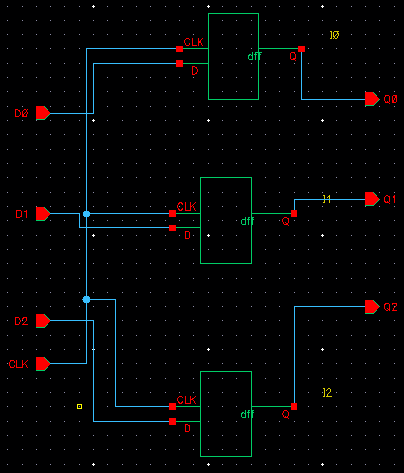 I0
CLK
dff
Q
D
Q0
D0
CLK
I1
Q1
D1
dff
Q
D
Q2
D2
CLK
I2
CLK
dff
Q
D